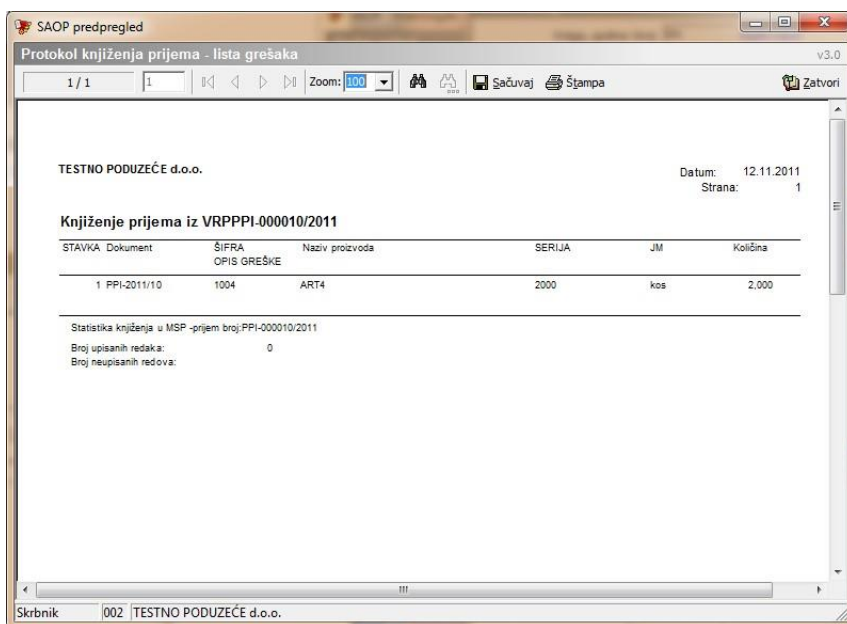 SAOP predpregled
Protokol knjiženja prijema - lista grešaka v3.0
1 / 1 1 Zoom: 100 Sačuvaj Štampa Zatvori
TESTNO PODUZEĆE d.o.o.
Datum: 12.11.2011
Strana: 1
Knjiženje prijema iz VRPPPI-000010/2011
STAVKA Dokument ŠIFRA Naziv proizvoda SERIJA JM Količina
OPIS GREŠKE
1 PPI-2011/10 1004 ART4 2000 kos 2,000
Statistika knjiženja u MSP -prijem broj:PPI-000010/2011
Broj upisanih redaka: 0
Broj neupisanih redova:
Skrbnik 002 TESTNO PODUZEĆE d.o.o.